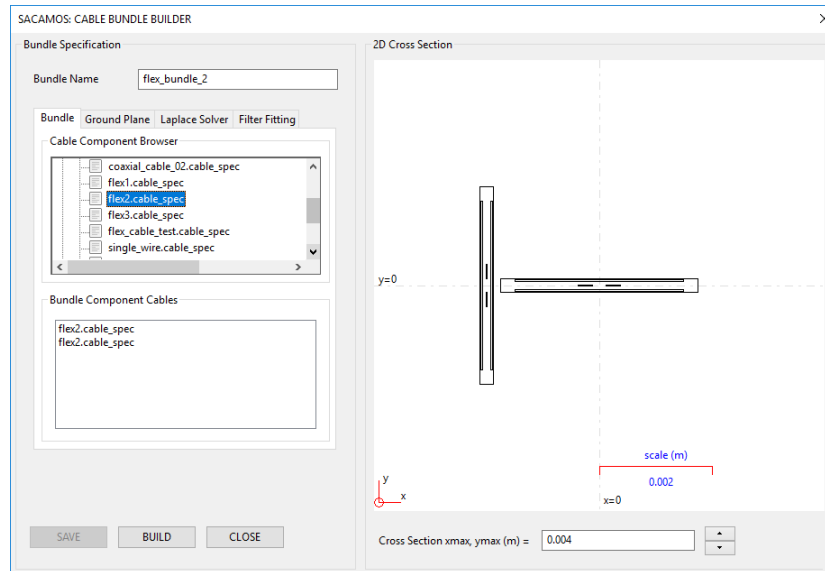 SACAMOS: CABLE BUNDLE BUILDER
Bundle Specification
Bundle Name
flex_bundle_2
Bundle
Ground Plane
Laplace Solver
Filter Fitting
Cable Component Browser
coaxial_cable_02.cable_spec
flex1.cable_spec
flex2.cable_spec
flex3.cable_spec
flex_cable_test.cable_spec
single_wire.cable_spec
Bundle Component Cables
flex2.cable_spec
flex2.cable_spec
SAVE
BUILD
CLOSE
2D Cross Section
y=0
scale (m)
0.002
x=0
y
x
Cross Section xmax, ymax (m) =
0.004